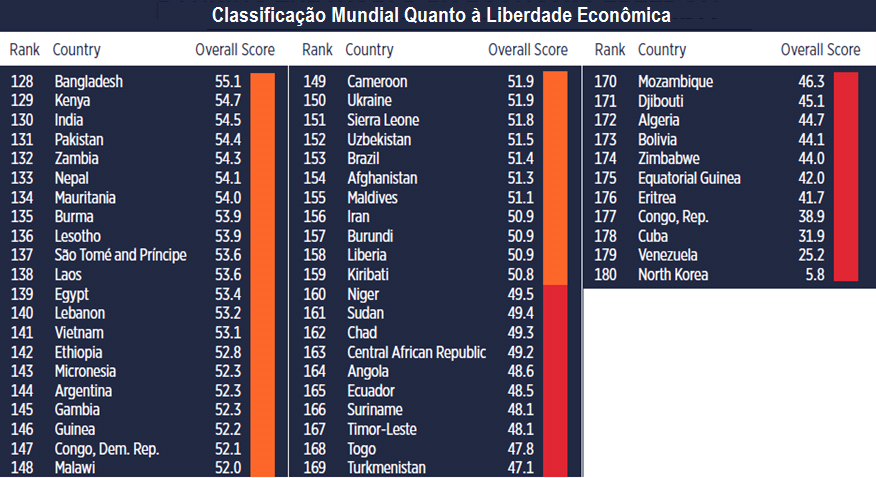 Classificação Mundial Quanto à Liberdade Econômica
Rank Country Overall Score
128 Bangladesh 55.1
129 Kenya 54.7
130 India 54.5
131 Pakistan 54.4
132 Zambia 54.3
133 Nepal 54.1
134 Mauritania 54.0
135 Burma 53.9
136 Lesotho 53.9
137 São Tomé and Príncipe 53.6
138 Laos 53.6
139 Egypt 53.4
140 Lebanon 53.2
141 Vietnam 53.1
142 Ethiopia 52.8
143 Micronesia 52.3
144 Argentina 52.3
145 Gambia 52.3
146 Guinea 52.2
147 Congo, Dem. Rep. 52.1
148 Malawi 52.0
Rank Country Overall Score
149 Cameroon 51.9
150 Ukraine 51.9
151 Sierra Leone 51.8
152 Uzbekistan 51.5
153 Brazil 51.4
154 Afghanistan 51.3
155 Maldives 51.1
156 Iran 50.9
157 Burundi 50.9
158 Liberia 50.9
159 Kiribati 50.8
160 Niger 49.5
161 Sudan 49.4
162 Chad 49.3
163 Central African Republic 49.2
164 Angola 48.6
165 Ecuador 48.5
166 Suriname 48.1
167 Timor-Leste 48.1
168 Togo 47.8
169 Turkmenistan 47.1
Rank Country Overall Score
170 Mozambique 46.3
171 Djibouti 45.1
172 Algeria 44.7
173 Bolivia 44.1
174 Zimbabwe 44.0
175 Equatorial Guinea 42.0
176 Eritrea 41.7
177 Congo, Rep. 38.9
178 Cuba 31.9
179 Venezuela 25.2
180 North Korea 5.8